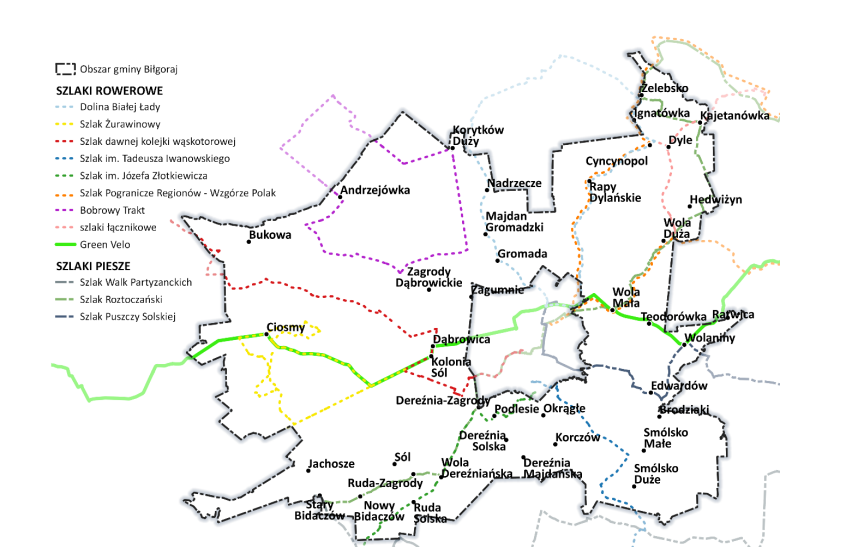 Obszar gminy Biłgoraj
SZLAKI ROWEROWE
Dolina Białej Łady
Szlak Żurawinowy
Szlak dawnej kolejki wąskotorowej
Szlak im. Tadeusza Iwanowskiego
Szlak im. Józefa Złotkiewicza
Szlak Pogranicze Regionów - Wzgórze Polak
Bobrowy Trakt
szlaki łącznikowe
Green Velo
SZLAKI PIESZE
Szlak Walk Partyzanckich
Szlak Roztoczański
Szlak Puszczy Solskiej
Żelebsko
Ignatówka
Kajetanówka
Korytków
Duży
Dyle
Cyncynopol
Andrzejówka
Nadrzecze
Rapy
Dylańskie
Hedwiżyn
Majdan
Gromadzki
Wola
Duża
Bukowa
Gromada
Zagrody
Dąbrowickie
Zagumnie
Wola
Mała
Teodorówka
Ratwica
Ciosmy
Dąbrowica
Wolaniny
Kolonia
Sól
Edwardów
Dereźnia-Zagrody
Podlesie
Okrągłe
Brodziaki
Dereźnia
Solska
Korczów
Smólsko
Małe
Jachosze
Sól
Wola
Dereźniańska
Dereźnia
Majdańska
Smólsko
Duże
Ruda-Zagrody
Stary
Bidaczów
Nowy
Bidaczów
Ruda
Solska